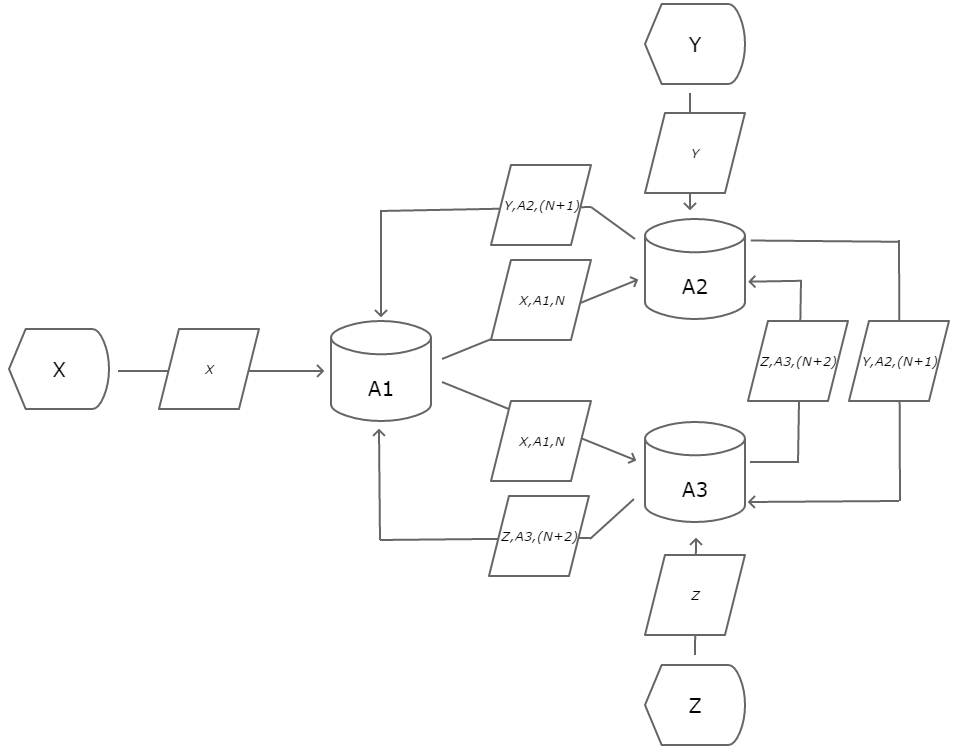 Y
Y
Y,A2,(N+1)
A2
X,A1,N
X
X
A1
Z,A3,(N+2)
Y,A2,(N+1)
X,A1,N
A3
Z,A3,(N+2)
Z
Z